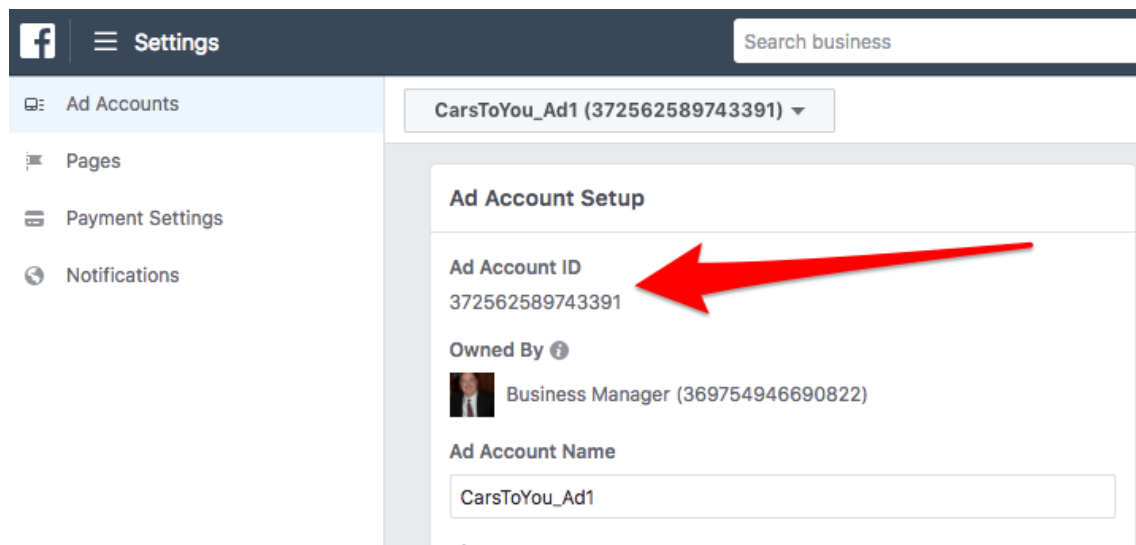 Settings
Search business
Ad Accounts
Pages
Payment Settings
Notifications
CarsToYou_Ad1 (372562589743391)
Ad Account Setup
Ad Account ID
372562589743391
Owned By
Business Manager (369754946690822)
Ad Account Name
CarsToYou_Ad1